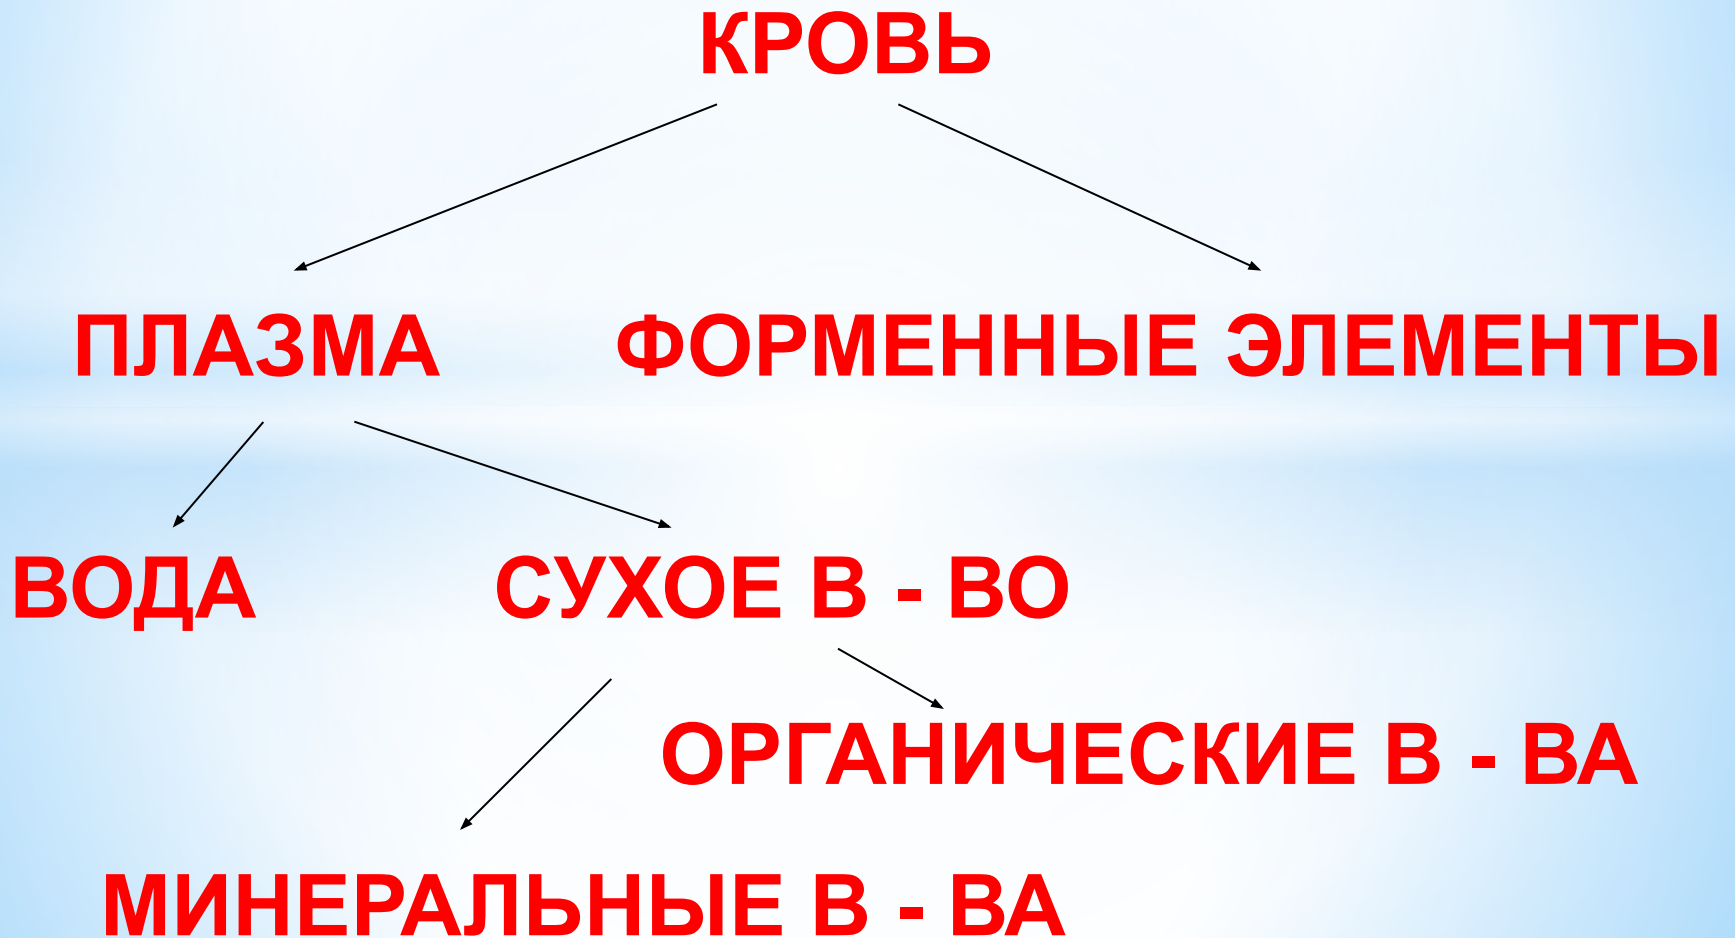 КРОВЬ
ПЛАЗМА ФОРМЕННЫЕ ЭЛЕМЕНТЫ
ВОДА СУХОЕ В - ВО
ОРГАНИЧЕСКИЕ В - ВА
МИНЕРАЛЬНЫЕ В - ВА